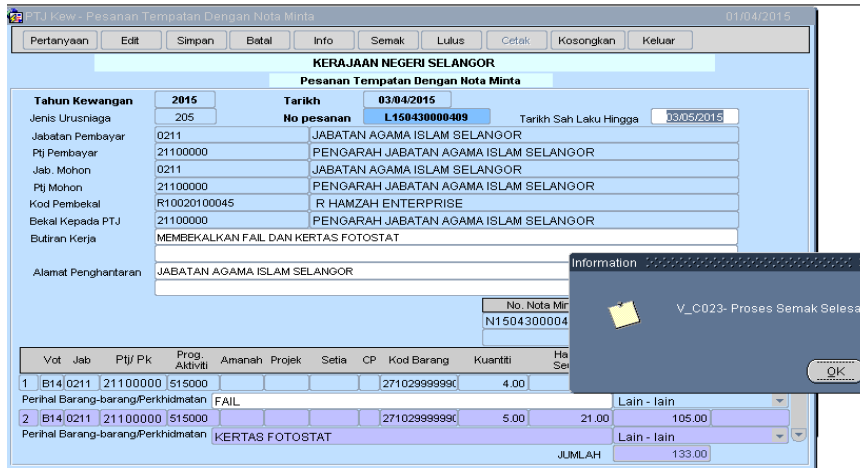 PTJ Kew - Pesanan Tempatan Dengan Nota Minta 01/04/2015
Pertanyaan Edit Simpan Batal Info Semak Lulus Cetak Kosongkan Keluar
KERAJAAN NEGERI SELANGOR
Pesanan Tempatan Dengan Nota Minta
Tahun Kewangan 2015 Tarikh 03/04/2015
Jenis Urusniaga 205 No pesanan L150430000409 Tarikh Sah Laku Hingga 03/05/2015
Jabatan Pembayar 0211 JABATAN AGAMA ISLAM SELANGOR
Ptj Pembayar 21100000 PENGARAH JABATAN AGAMA ISLAM SELANGOR
Jab. Mohon 0211 JABATAN AGAMA ISLAM SELANGOR
Ptj Mohon 21100000 PENGARAH JABATAN AGAMA ISLAM SELANGOR
Kod Pembekal R10020100045 R HAMZAH ENTERPRISE
Bekal Kepada PTJ 21100000 PENGARAH JABATAN AGAMA ISLAM SELANGOR
Butiran Kerja MEMBEKALKAN FAIL DAN KERTAS FOTOSTAT
Alamat Penghantaran JABATAN AGAMA ISLAM SELANGOR
Information
V_C023- Proses Semak Selesa
OK
No. Nota Min
N1504300004
Vot Jab Ptj/ Pk Prog. Aktiviti Amanah Projek Setia CP Kod Barang Kuantiti Ha Se
1 B14 0211 21100000 515000 27102999999 4.00
Perihal Barang-barang/Perkhidmatan FAIL Lain - lain
2 B14 0211 21100000 515000 27102999999 5.00 21.00 105.00
Perihal Barang-barang/Perkhidmatan KERTAS FOTOSTAT Lain - lain
JUMLAH 133.00